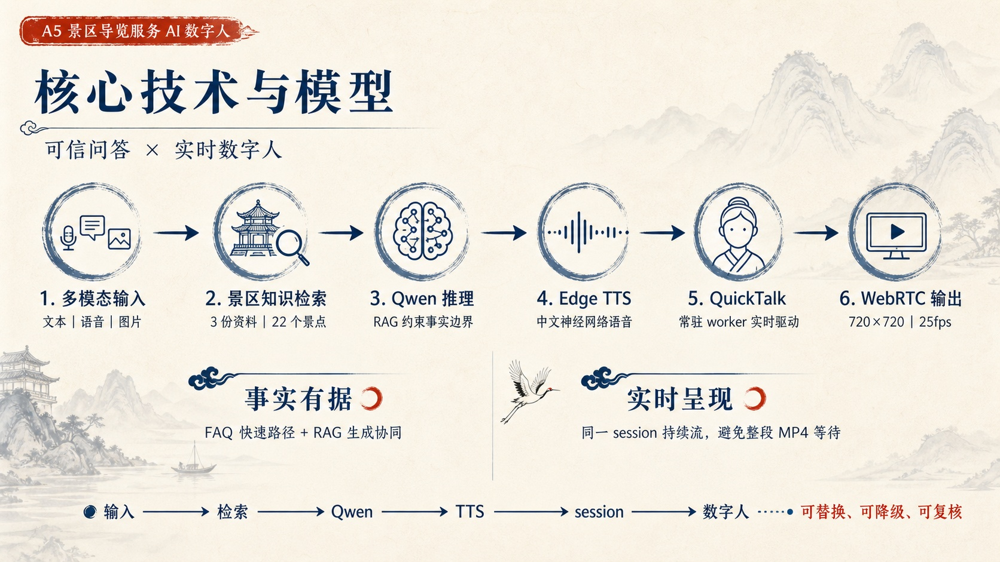 A5 景区导览服务 AI 数字人
核心技术与模型
可信问答 × 实时数字人
1. 多模态输入
文本 | 语音 | 图片
2. 景区知识检索
3 份资料 | 22 个景点
3. Qwen 推理
RAG 约束事实边界
4. Edge TTS
中文神经网络语音
5. QuickTalk
常驻 worker 实时驱动
6. WebRTC 输出
720×720 | 25fps
事实有据
FAQ 快速路径 + RAG 生成协同
实时呈现
同一 session 持续流，避免整段 MP4 等待
输入 → 检索 → Qwen → TTS → session → 数字人 ····• 可替换、可降级、可复核